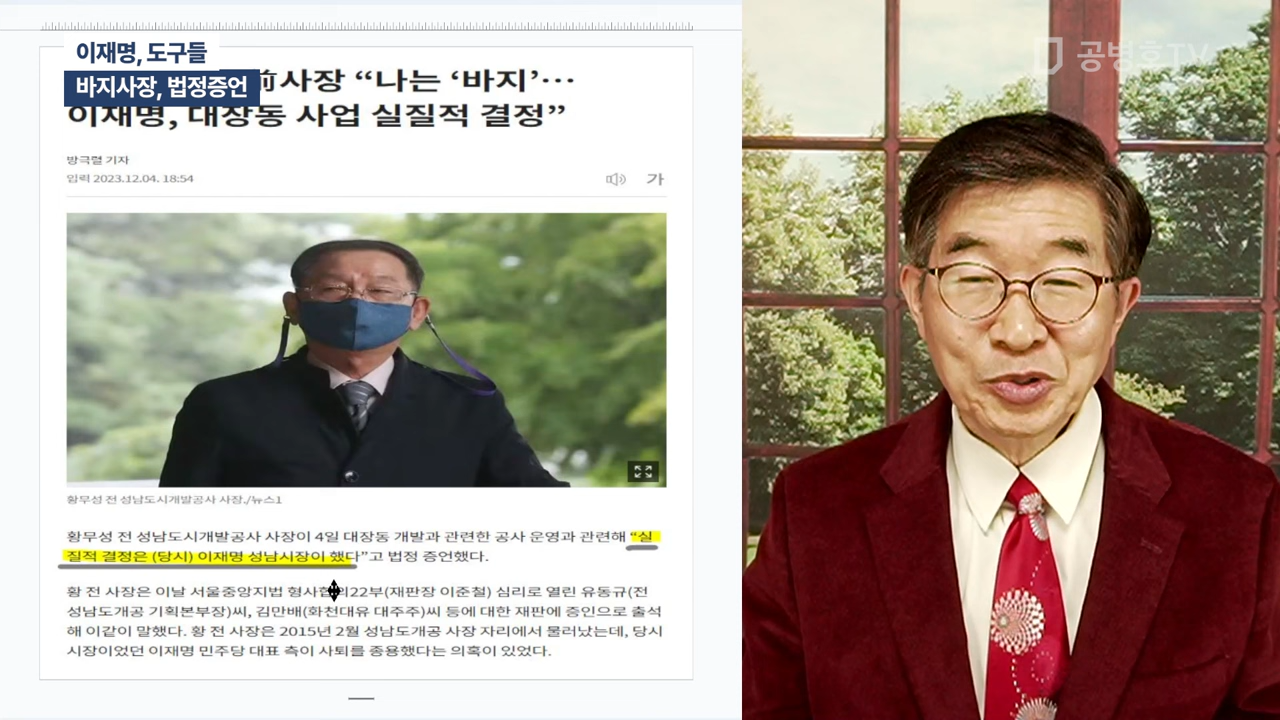 이재명, 도구들
바지사장, 법정증언
前사장 “나는 ‘바지’…
이재명, 대장동 사업 실질적 결정”
방극렬 기자
입력 2023.12.04. 18:54
가
황무성 전 성남도시개발공사 사장./뉴스1
황무성 전 성남도시개발공사 사장이 4일 대장동 개발과 관련한 공사 운영과 관련해 “실
질적 결정은 (당시) 이재명 성남시장이 했다”고 법정 증언했다.
황 전 사장은 이날 서울중앙지법 형사합의22부(재판장 이준철) 심리로 열린 유동규(전
성남도개공 기획본부장)씨, 김만배(화천대유 대주주)씨 등에 대한 재판에 증인으로 출석
해 이같이 말했다. 황 전 사장은 2015년 2월 성남도개공 사장 자리에서 물러났는데, 당시
시장이었던 이재명 민주당 대표 측이 사퇴를 종용했다는 의혹이 있었다.
공병호TV